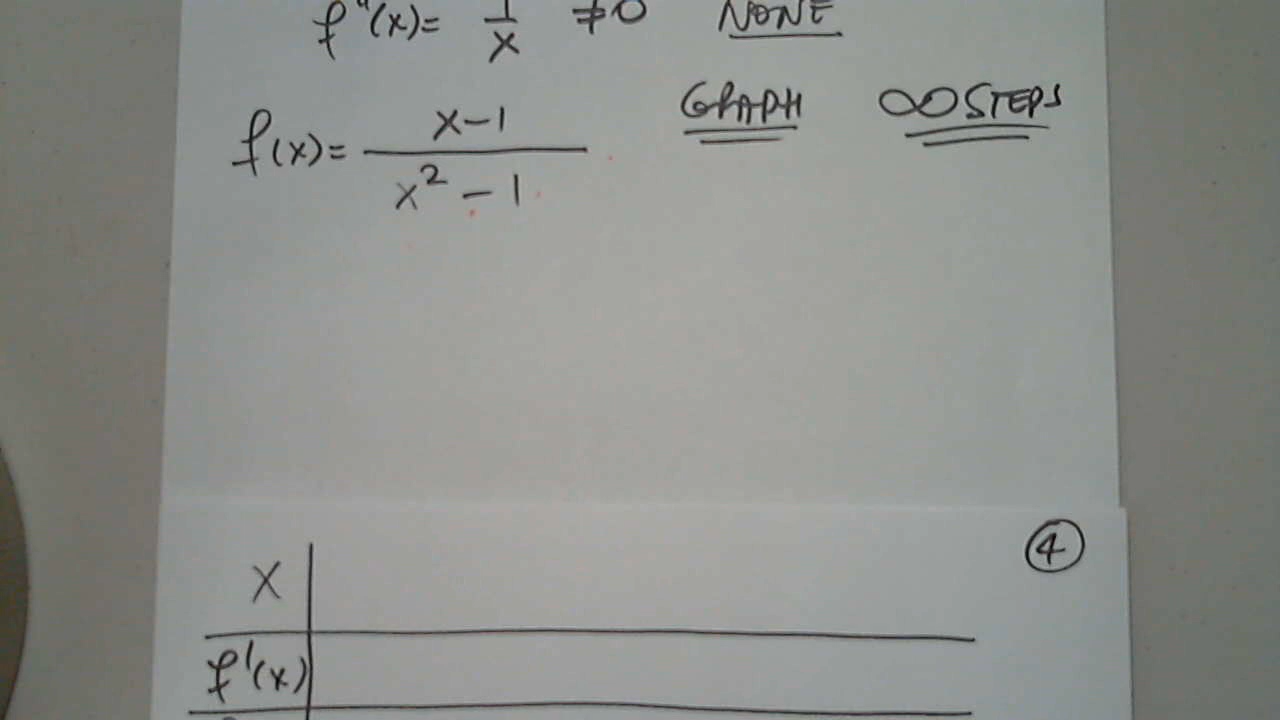 f''(x)= 1/x ≠0 NONE
f(x)= (x-1)/(x²-1) GRAPH ∞ STEPS
④
X
f'(x)